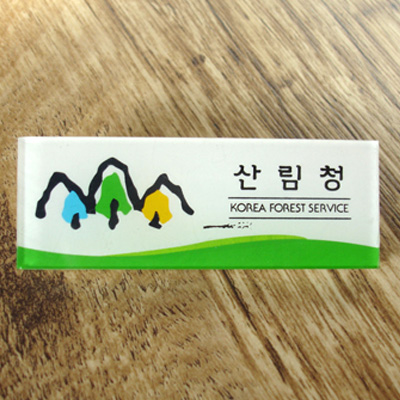 산림청
KOREA FOREST SERVICE